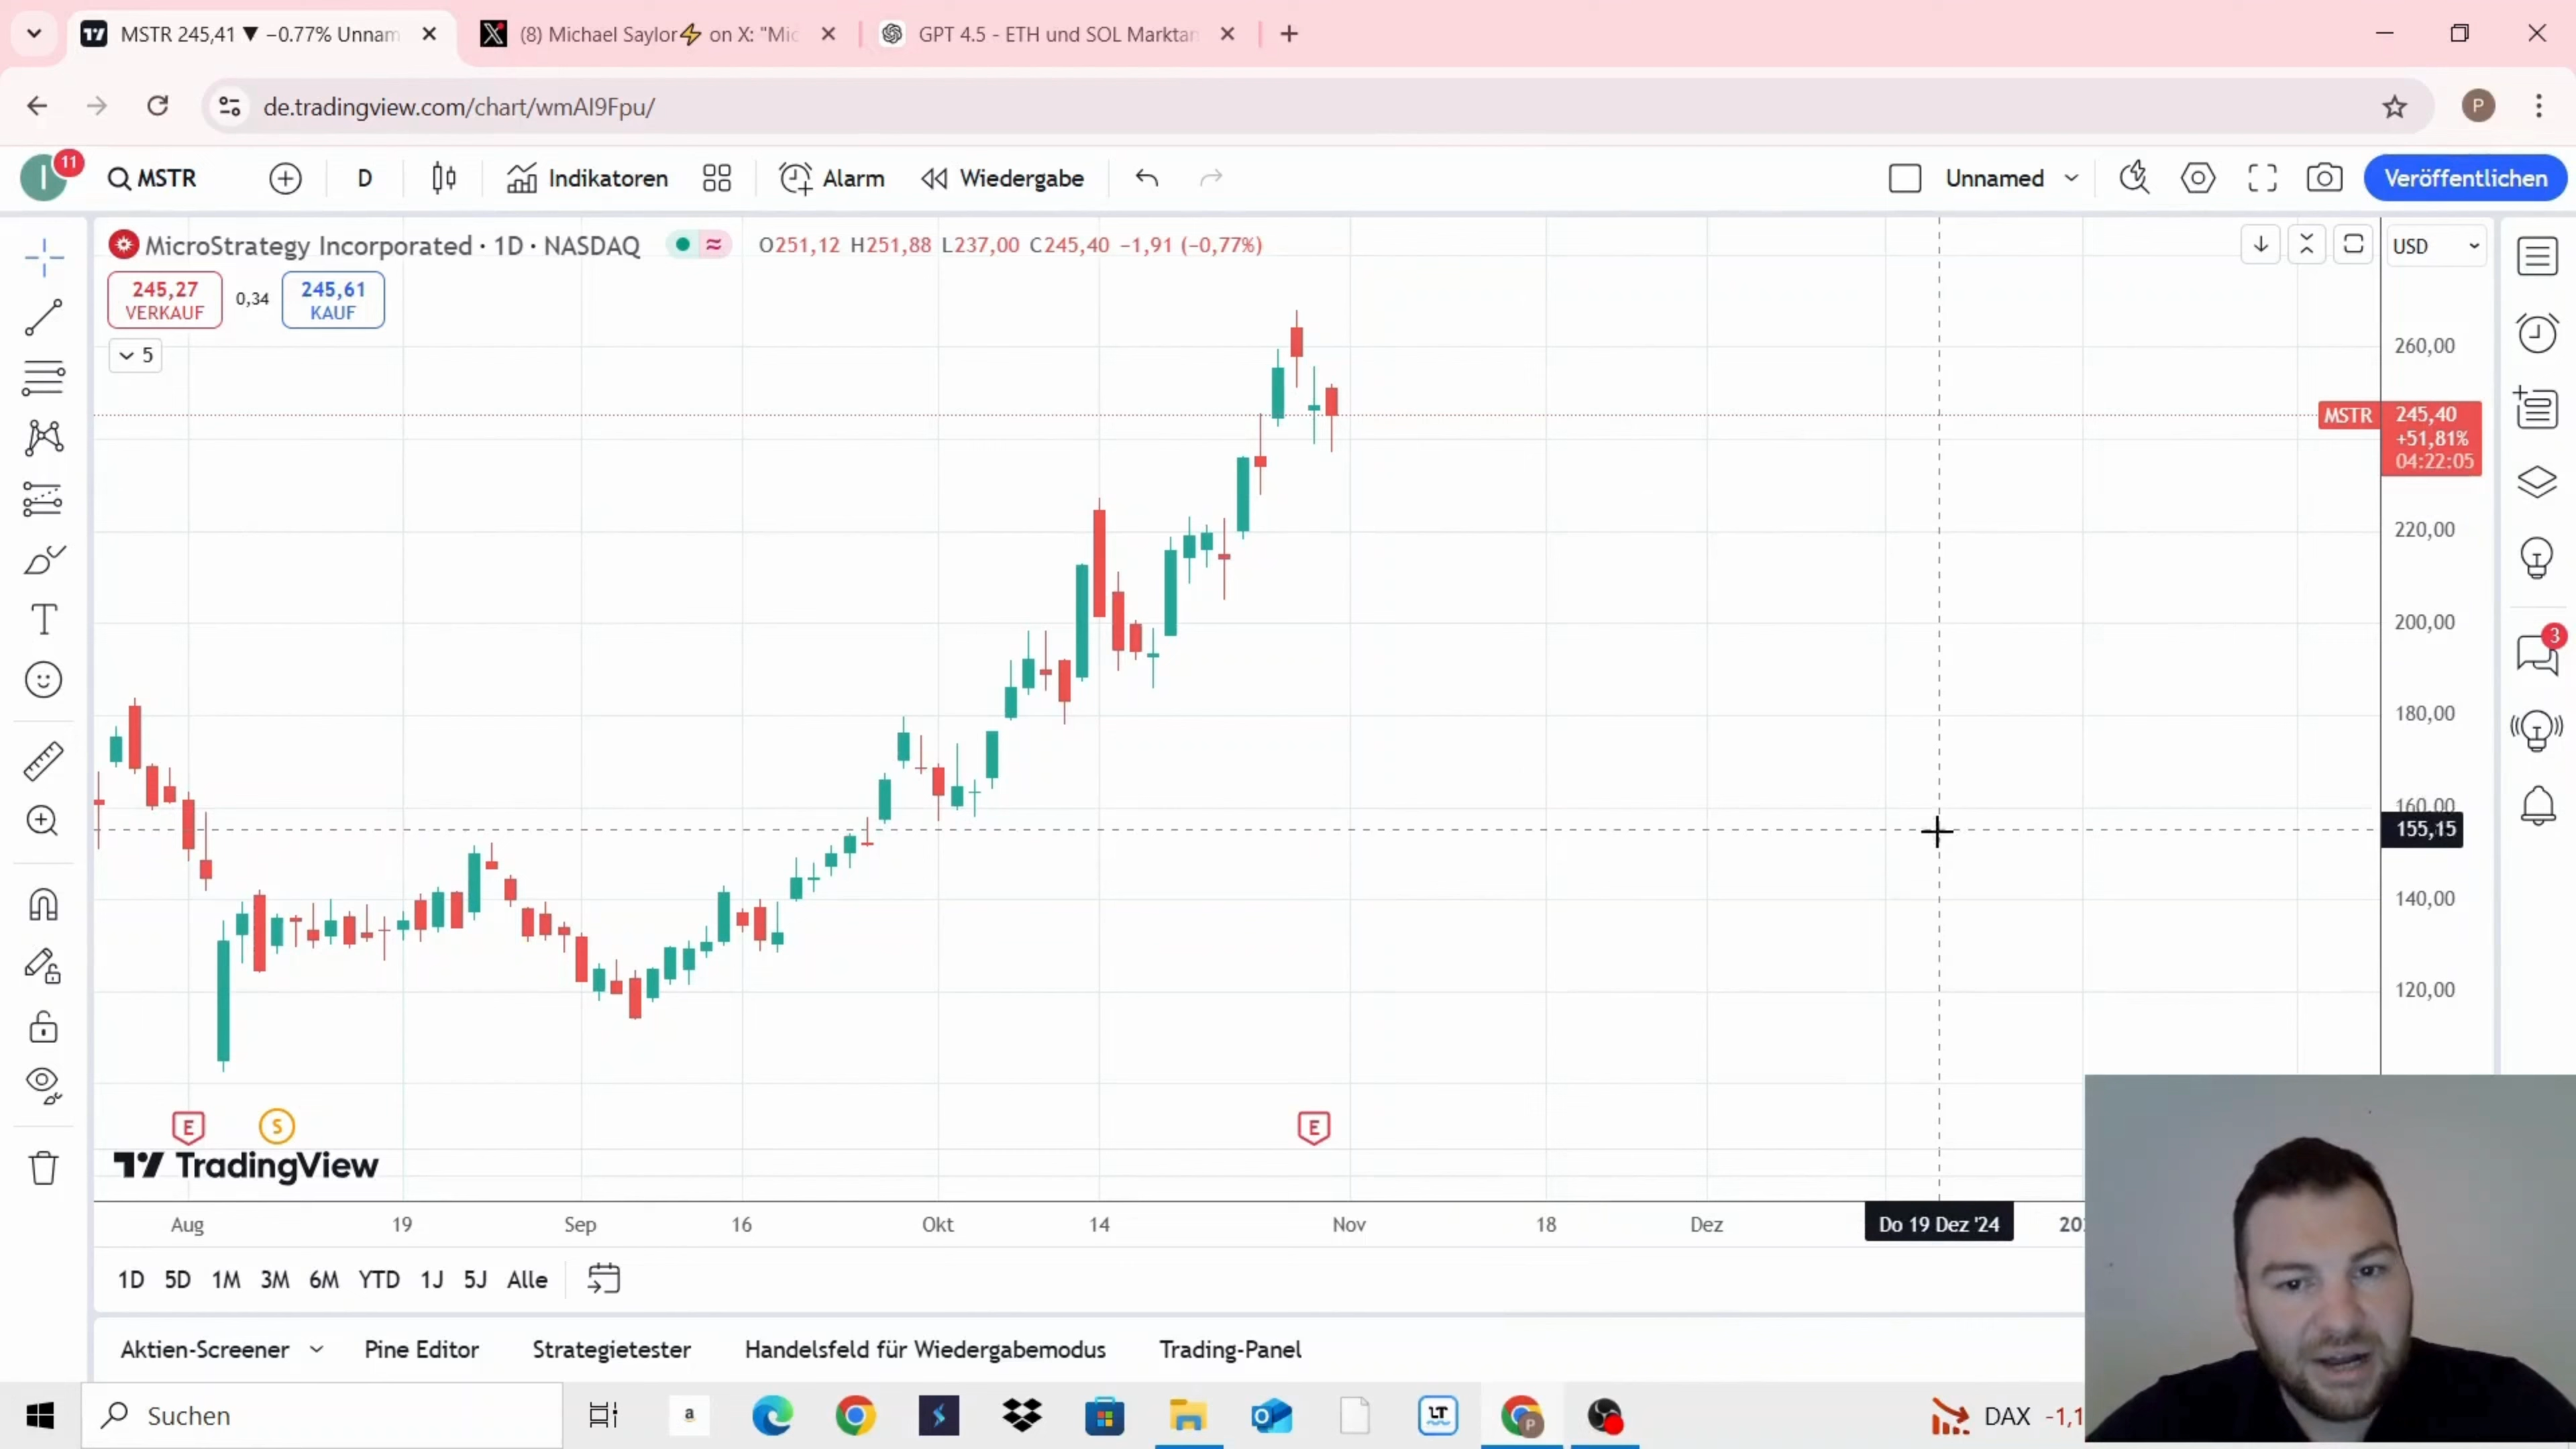 MSTR 245,41 ▼ −0.77% Unnam
(8) Michael Saylor⚡ on X: "Mic
GPT 4.5 - ETH und SOL Marktan
de.tradingview.com/chart/wmAI9Fpu/
P
I
11
MSTR
D
Indikatoren
Alarm
Wiedergabe
Unnamed
Veröffentlichen
MicroStrategy Incorporated · 1D · NASDAQ
O251,12 H251,88 L237,00 C245,40 −1,91 (−0,77%)
USD
245,27
VERKAUF
0,34
245,61
KAUF
5
260,00
MSTR
245,40
+51,81%
04:22:05
220,00
200,00
180,00
160,00
155,15
140,00
120,00
3
E
S
E
TradingView
Aug 19 Sep 16 Okt 14 Nov 18 Dez Do 19 Dez '24 20
1D 5D 1M 3M 6M YTD 1J 5J Alle
Aktien-Screener Pine Editor Strategietester Handelsfeld für Wiedergabemodus Trading-Panel
Suchen
a
LT
P
DAX -1,1